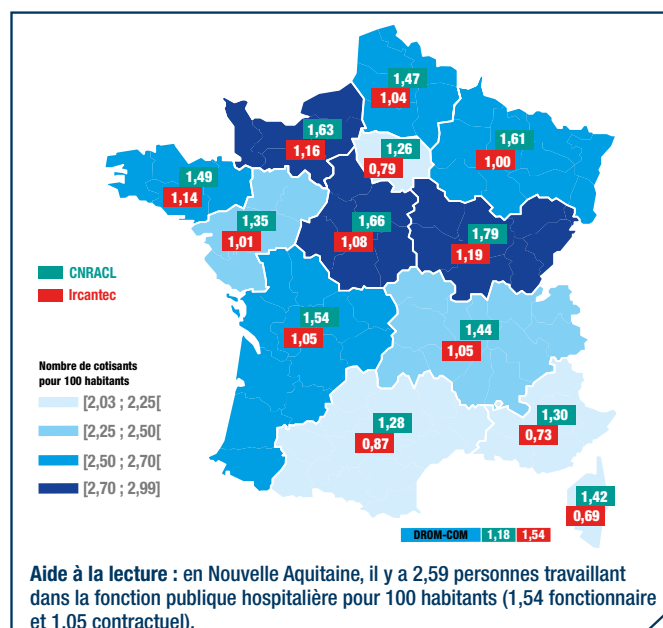 1,47
1,04
1,63
1,16
1,26
0,79
1,61
1,00
1,49
1,14
1,35
1,01
1,66
1,08
1,79
1,19
CNRACL
Ircantec
1,54
1,05
1,44
1,05
Nombre de cotisants
pour 100 habitants
[2,03 ; 2,25[
[2,25 ; 2,50[
[2,50 ; 2,70[
[2,70 ; 2,99]
1,28
0,87
1,30
0,73
1,42
0,69
DROM-COM 1,18 1,54
Aide à la lecture : en Nouvelle Aquitaine, il y a 2,59 personnes travaillant
dans la fonction publique hospitalière pour 100 habitants (1,54 fonctionnaire
et 1,05 contractuel).